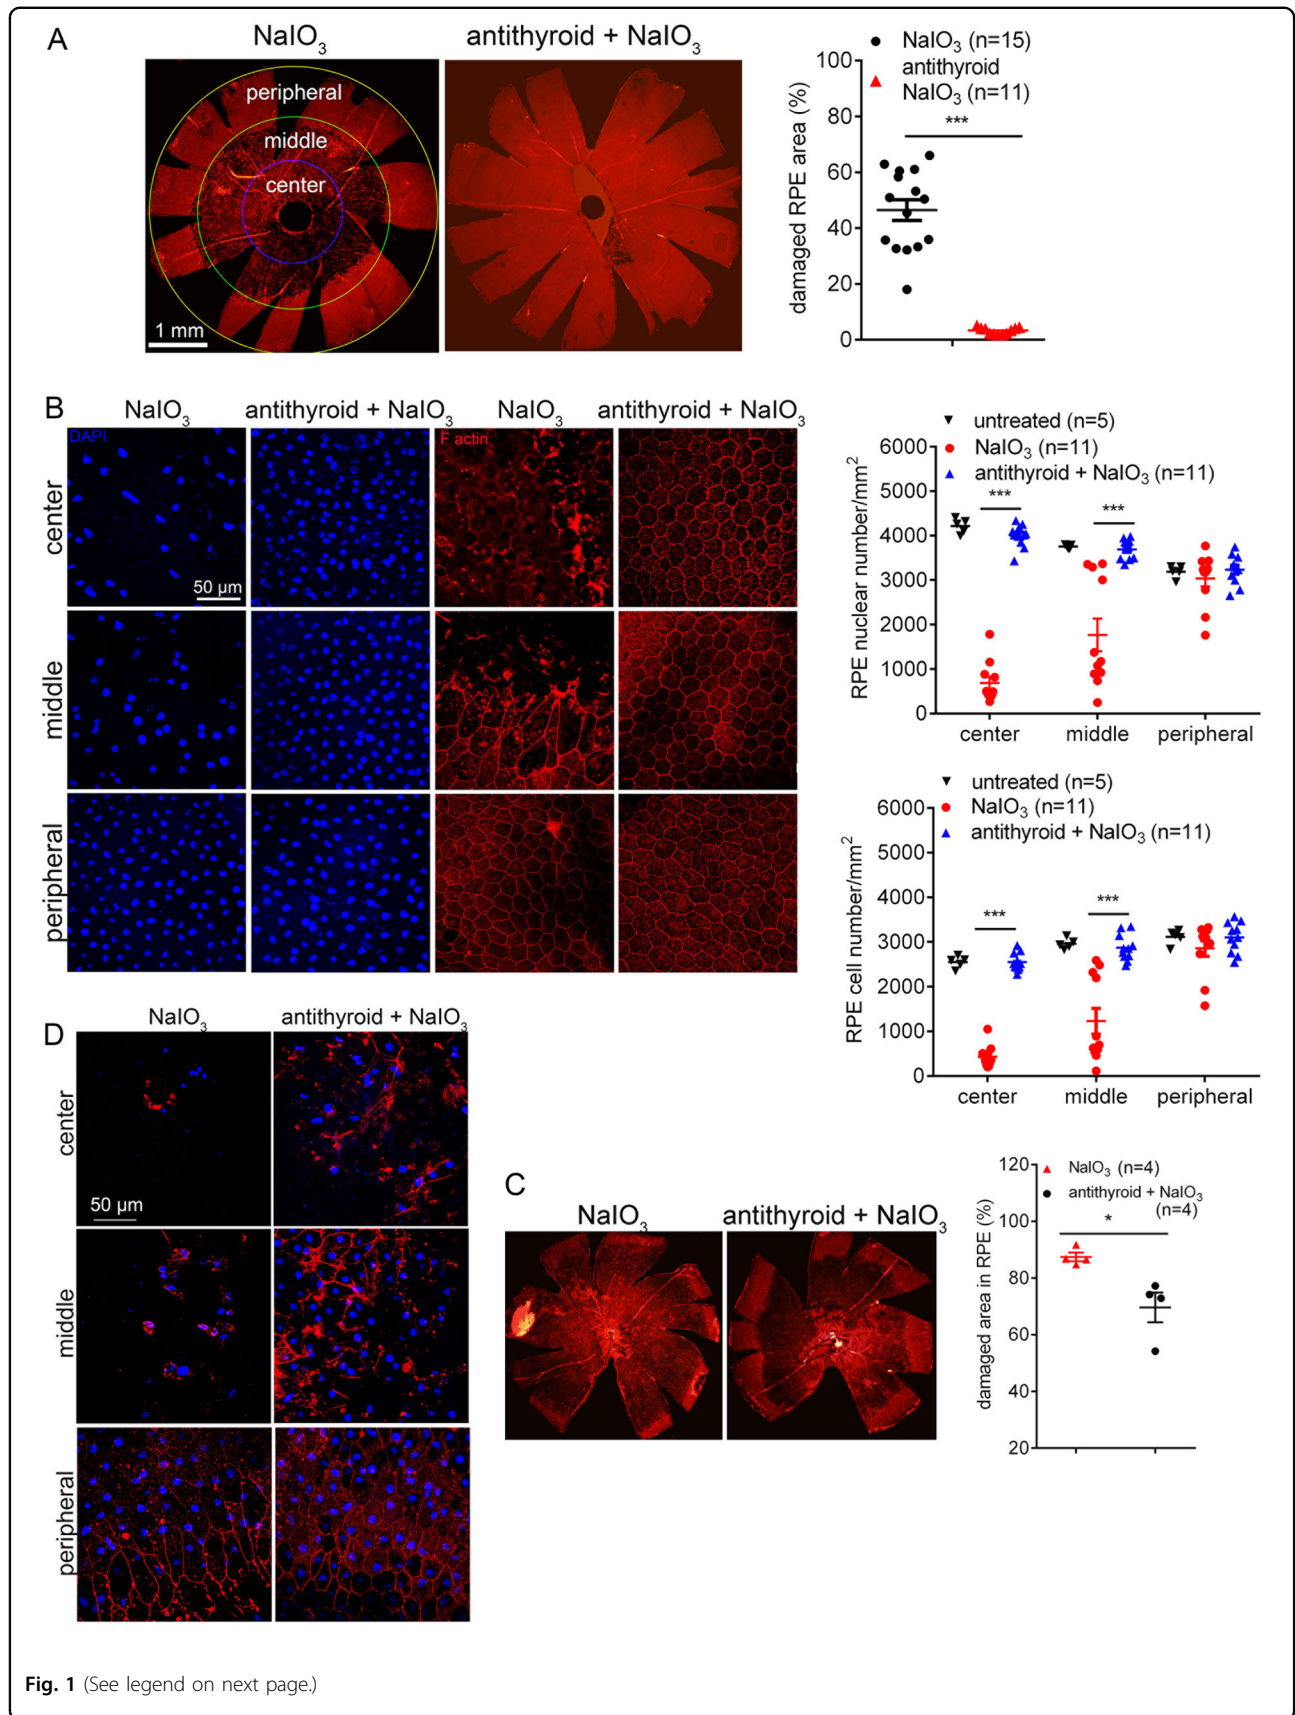 A
NaIO3
antithyroid + NaIO3
peripheral
middle
center
1 mm
NaIO3 (n=15)
antithyroid
NaIO3 (n=11)
***
damaged RPE area (%)
100
80
60
40
20
0
B
NaIO3
antithyroid + NaIO3
NaIO3
antithyroid + NaIO3
DAPI
F actin
center
50 µm
middle
peripheral
untreated (n=5)
NaIO3 (n=11)
antithyroid + NaIO3 (n=11)
***
***
RPE nuclear number/mm2
6000
5000
4000
3000
2000
1000
0
center
middle
peripheral
untreated (n=5)
NaIO3 (n=11)
antithyroid + NaIO3 (n=11)
***
***
RPE cell number/mm2
6000
5000
4000
3000
2000
1000
0
center
middle
peripheral
D
NaIO3
antithyroid + NaIO3
center
50 µm
middle
peripheral
C
NaIO3
antithyroid + NaIO3
NaIO3 (n=4)
antithyroid + NaIO3
(n=4)
*
damaged area in RPE (%)
120
100
80
60
40
20
Fig. 1 (See legend on next page.)